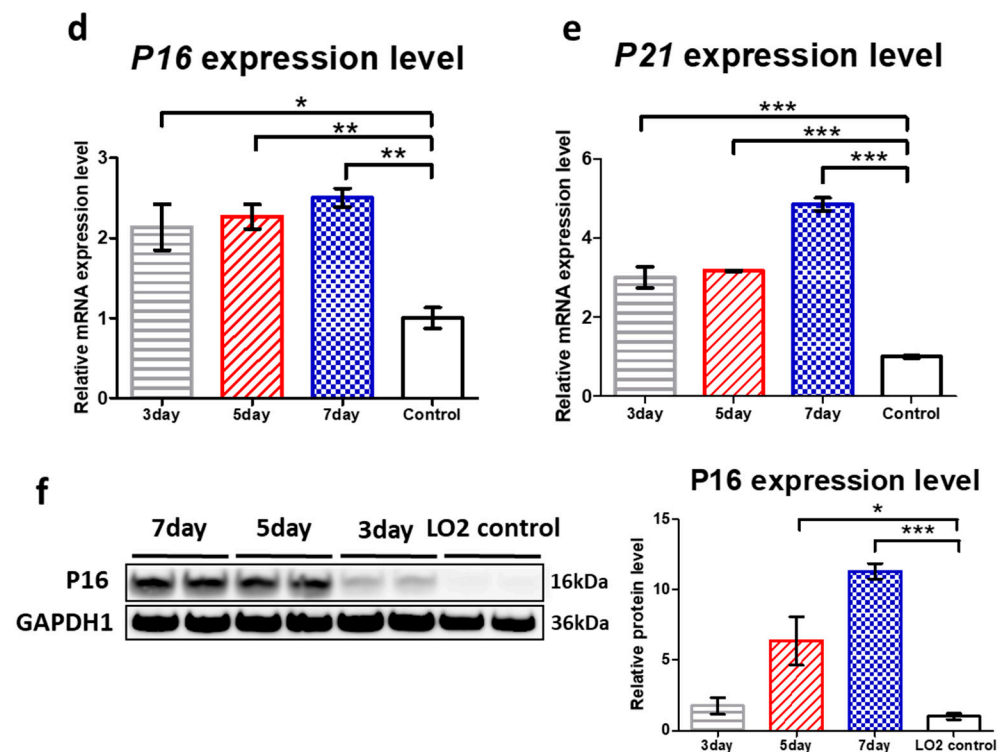 d
P16 expression level
*
**
**
Relative mRNA expression level
3
2
1
0
3day 5day 7day Control
e
P21 expression level
***
***
***
Relative mRNA expression level
6
4
2
0
3day 5day 7day Control
f
7day 5day 3day LO2 control
P16 16kDa
GAPDH1 36kDa
P16 expression level
*
***
Relative protein level
15
10
5
0
3day 5day 7day LO2 control